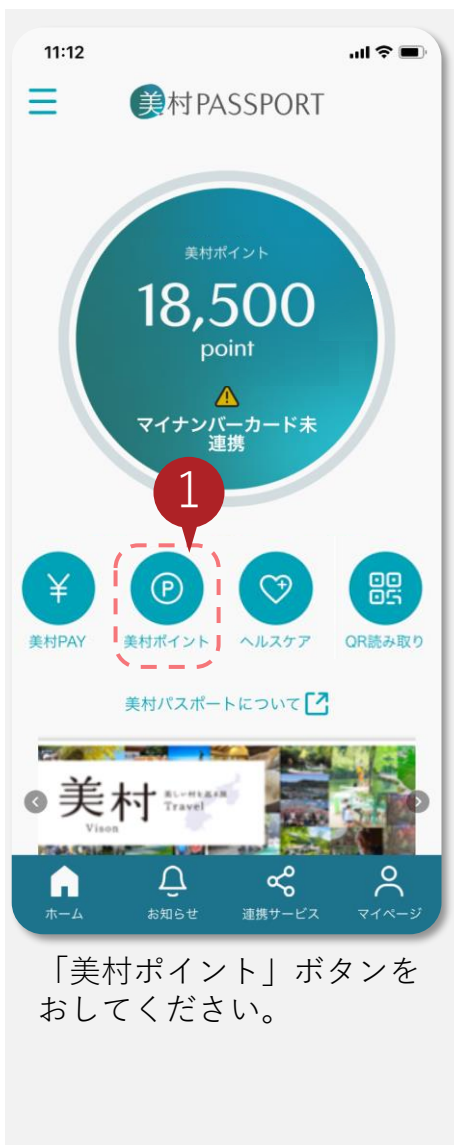 11:12
美村PASSPORT
美村ポイント
18,500
point
マイナンバーカード未
連携
1
¥
P
美村PAY
美村ポイント
ヘルスケア
QR読み取り
美村パスポートについて
美村
Travel
Vison
ホーム
お知らせ
連携サービス
マイページ
「美村ポイント」ボタンを
おしてください。